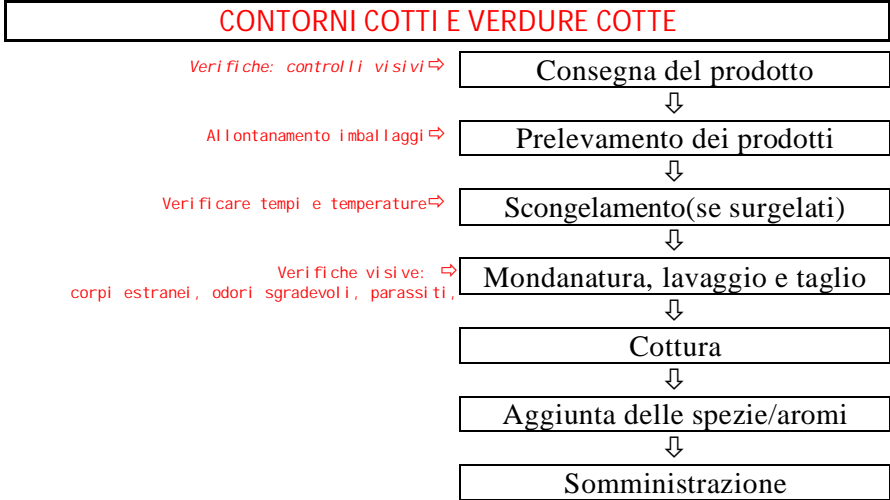 CONTORNI COTTI E VERDURE COTTE
Verifiche: controlli visivi⇨ Consegna del prodotto
⇩
Allontanamento imballaggi⇨ Prelevamento dei prodotti
⇩
Verificare tempi e temperature⇨ Scongelamento(se surgelati)
⇩
Verifiche visive: ⇨ Mondanatura, lavaggio e taglio
corpi estranei, odori sgradevoli, parassiti,
⇩
Cottura
⇩
Aggiunta delle spezie/aromi
⇩
Somministrazione